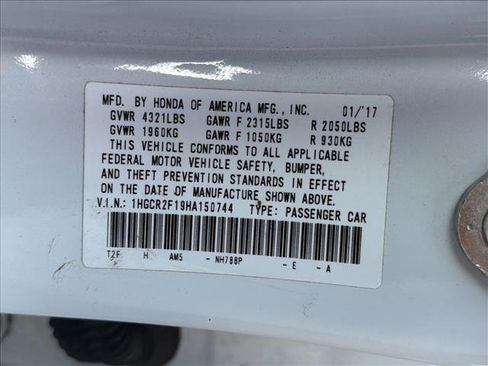 MFD. BY HONDA OF AMERICA MFG., INC. 01/'17
GVWR 4321LBS GAWR F 2315LBS R 2050LBS
GVWR 1960KG GAWR F 1050KG R 930KG
THIS VEHICLE CONFORMS TO ALL APPLICABLE
FEDERAL MOTOR VEHICLE SAFETY, BUMPER,
AND THEFT PREVENTION STANDARDS IN EFFECT
ON THE DATE OF MANUFACTURE SHOWN ABOVE.
V.I.N.: 1HGCR2F19HA150744 TYPE: PASSENGER CAR
T2F H AM5 - NH788P - E - A